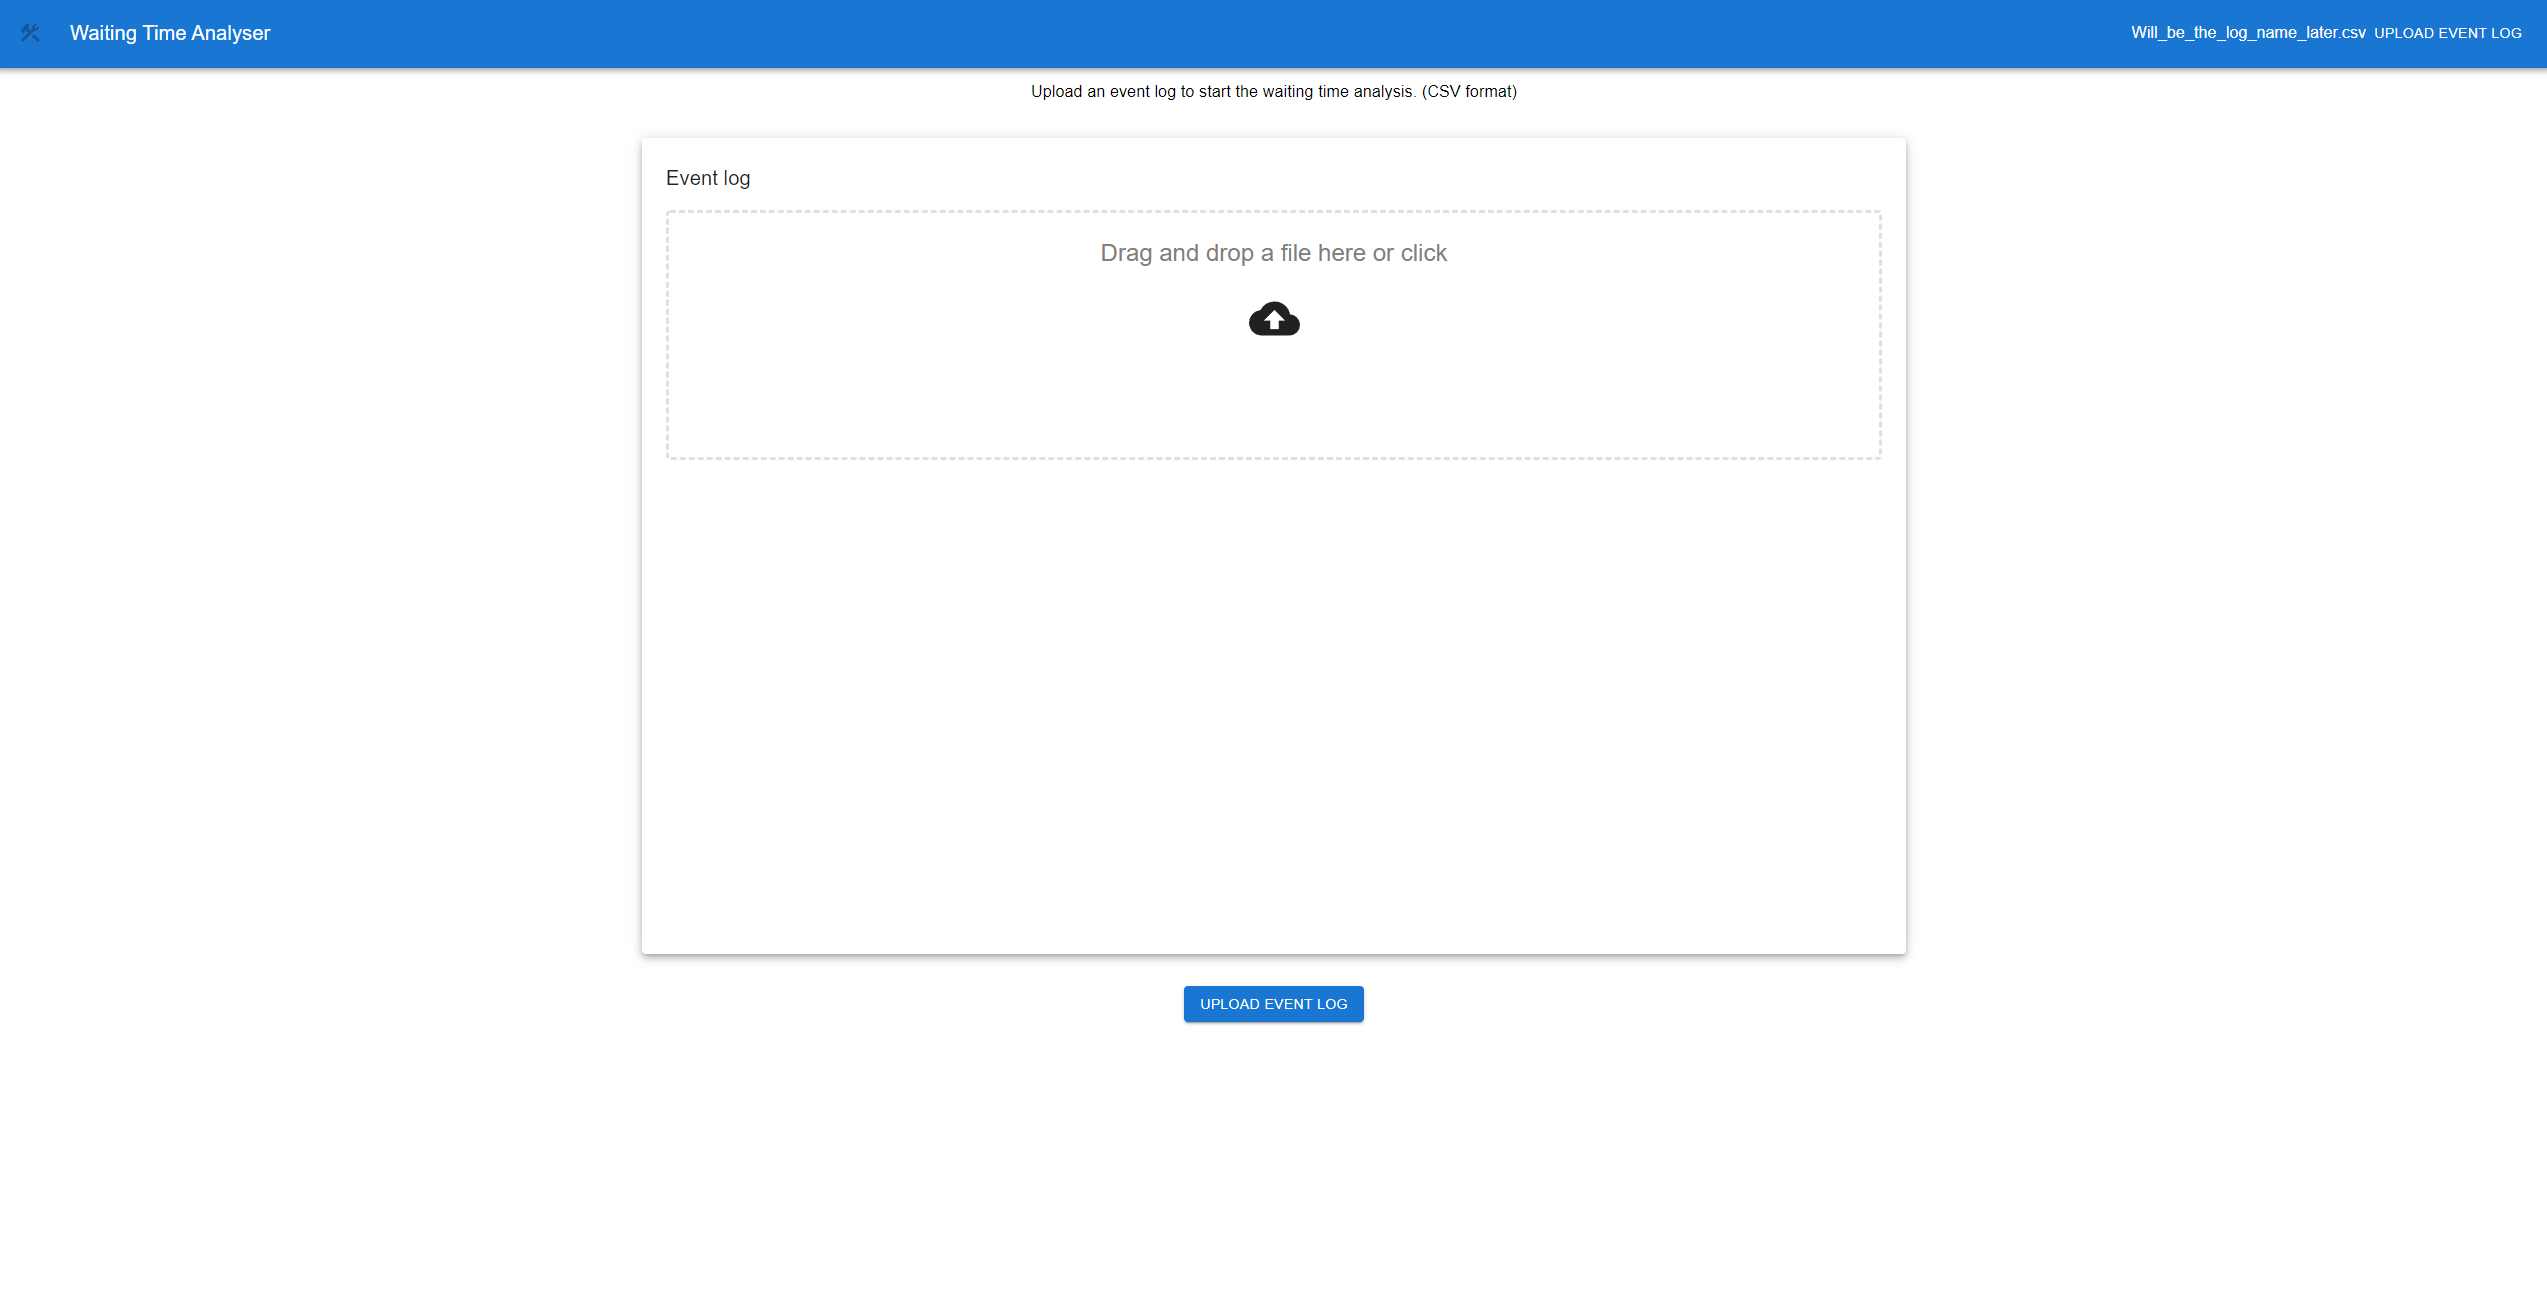 Waiting Time Analyser
Will_be_the_log_name_later.csv UPLOAD EVENT LOG
Upload an event log to start the waiting time analysis. (CSV format)
Event log
Drag and drop a file here or click
UPLOAD EVENT LOG